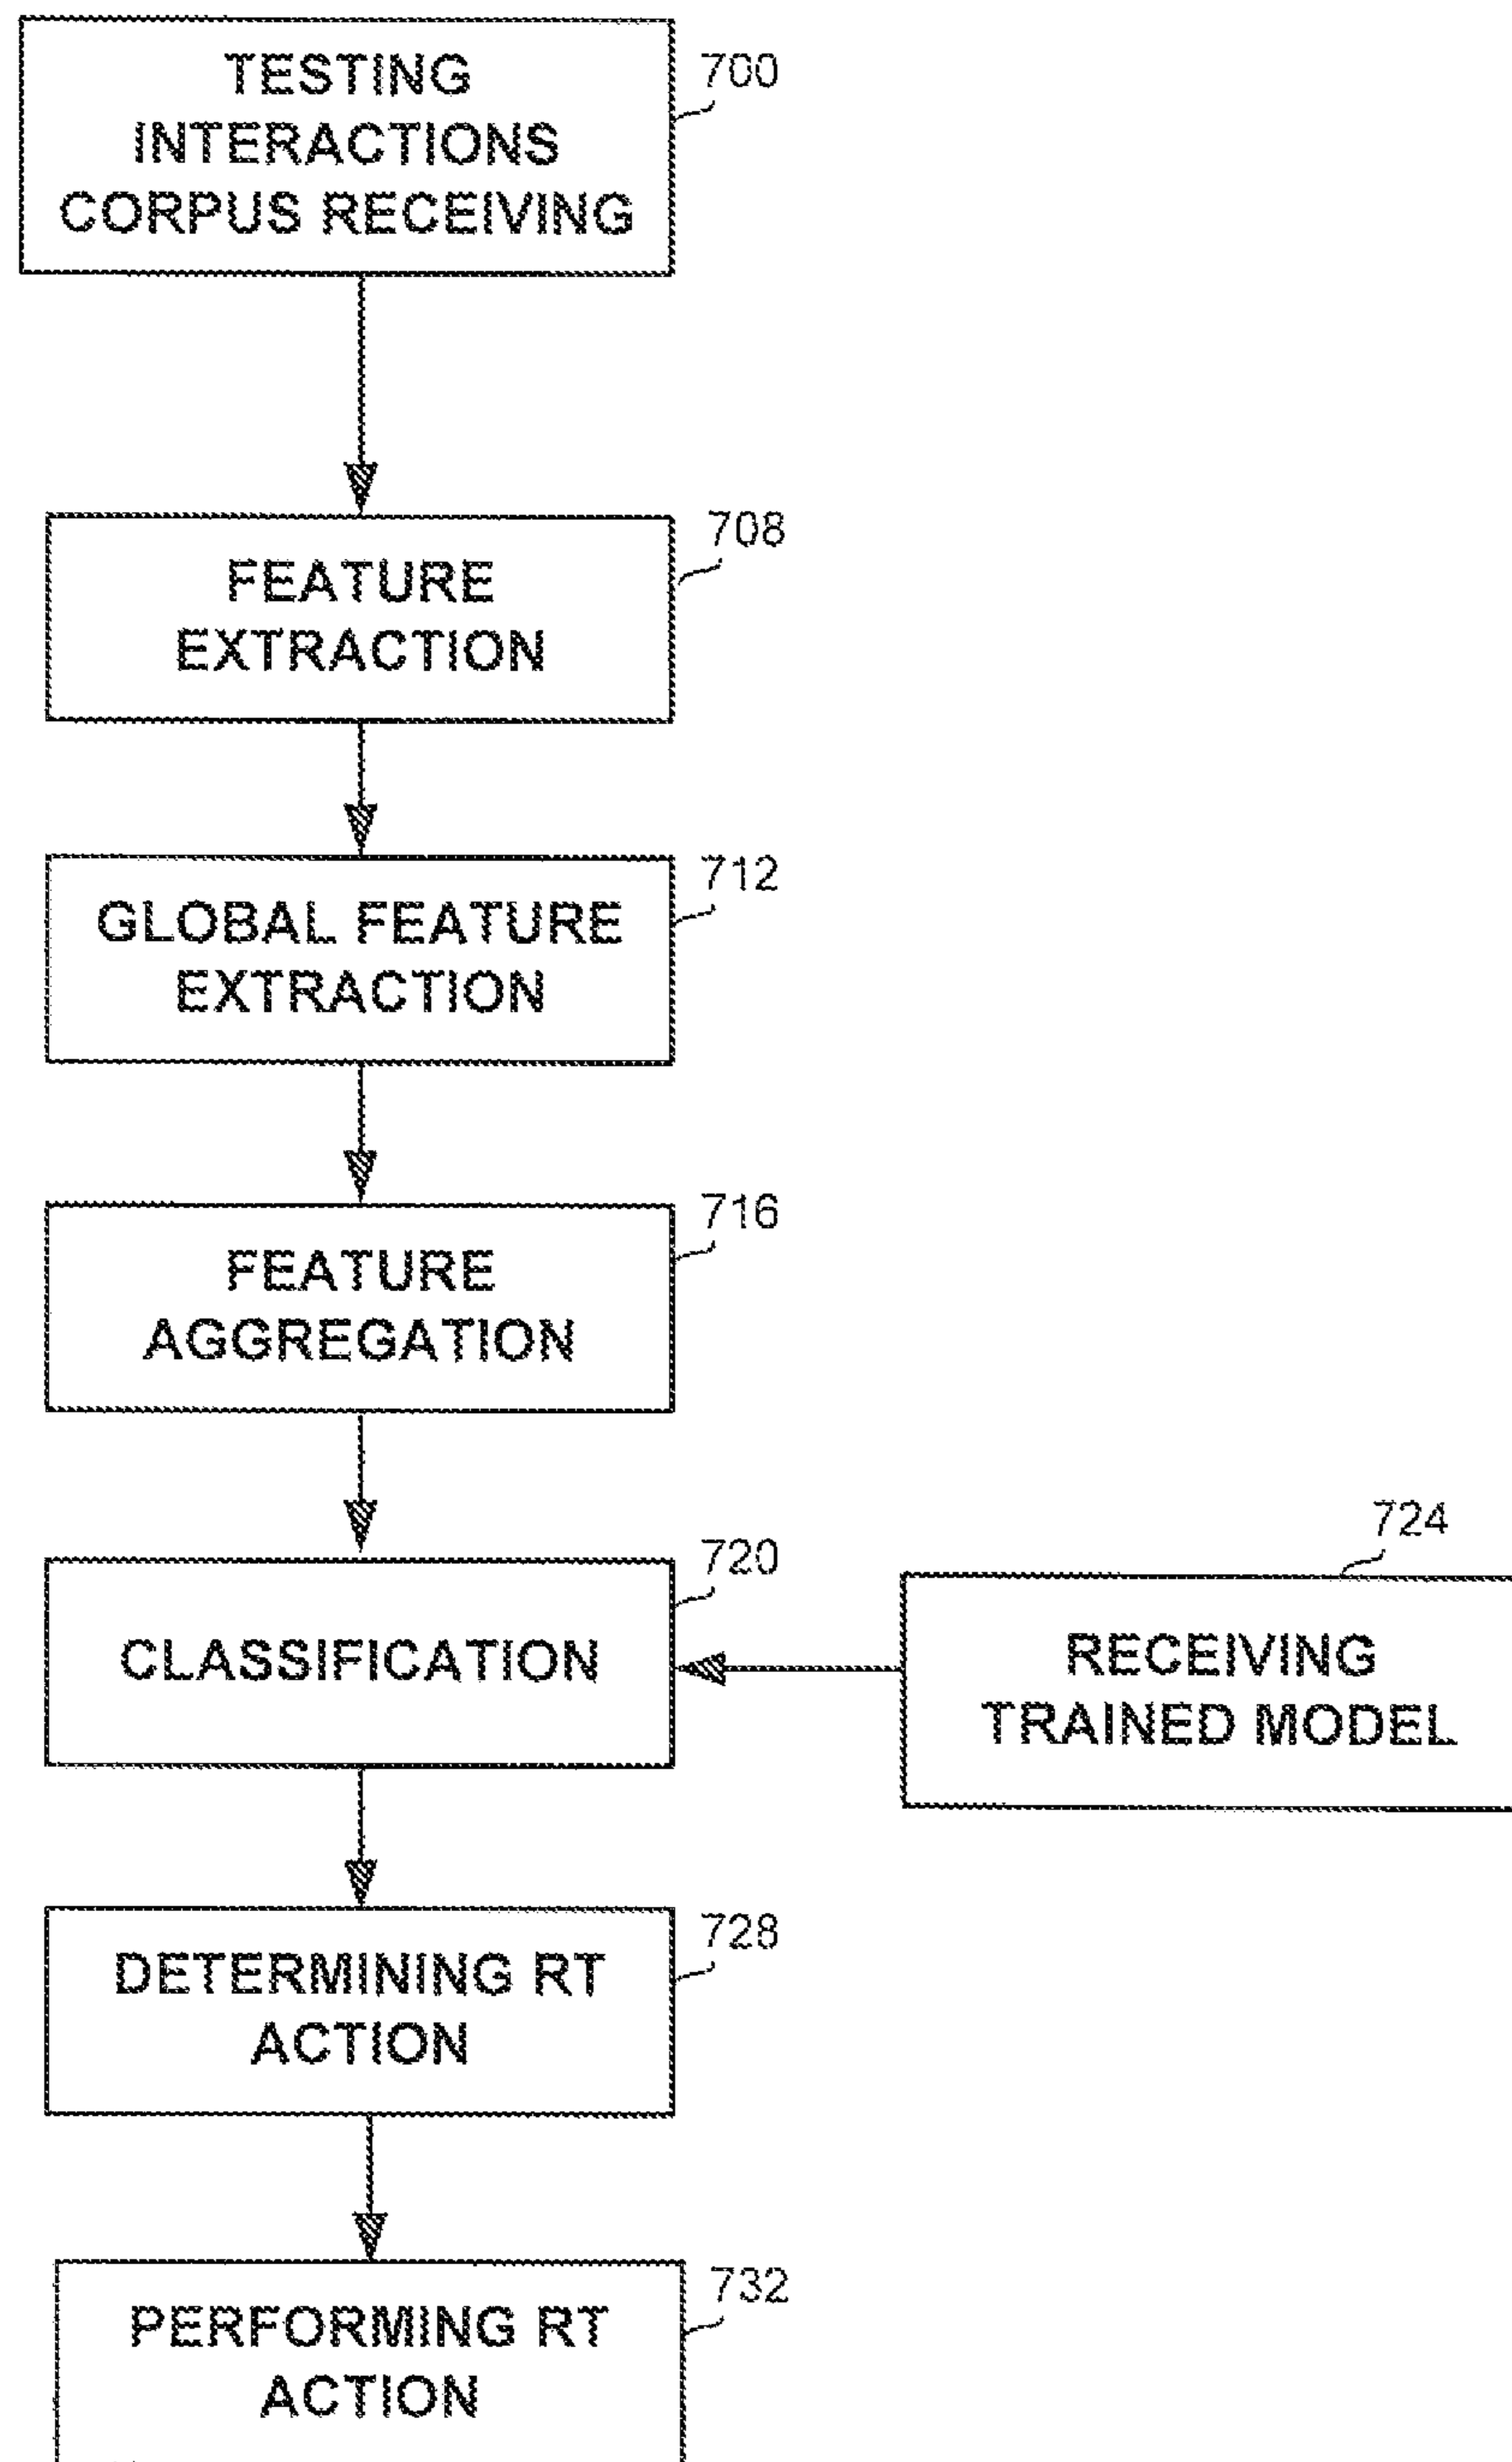 TESTING
INTERACTIONS
CORPUS RECEIVING
700
FEATURE
EXTRACTION
708
GLOBAL FEATURE
EXTRACTION
712
FEATURE
AGGREGATION
716
CLASSIFICATION
720
RECEIVING
TRAINED MODEL
724
DETERMINING RT
ACTION
728
PERFORMING RT
ACTION
732